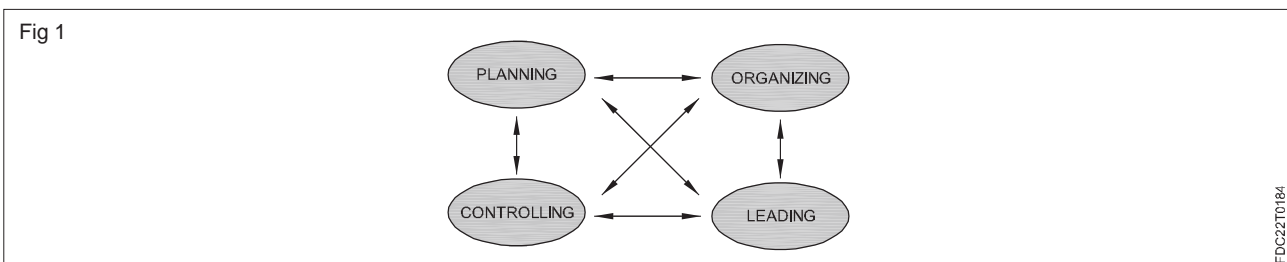 Fig 1
PLANNING
ORGANIZING
CONTROLLING
LEADING
FDC22T0184